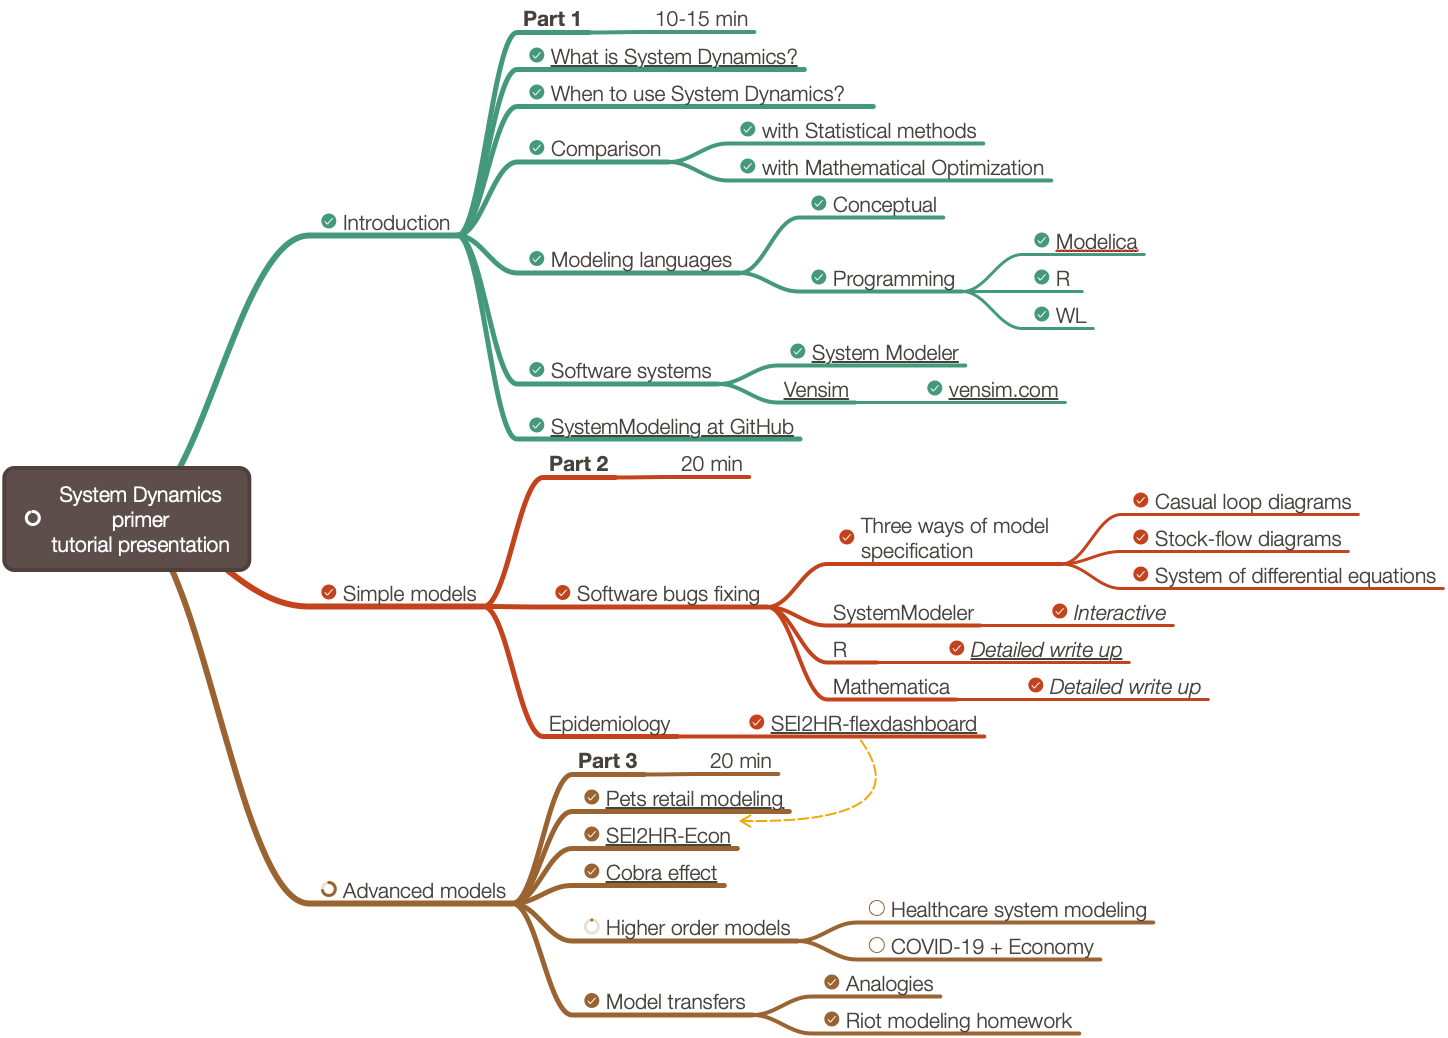 Part 1
10-15 min
What is System Dynamics?
When to use System Dynamics?
Comparison
with Statistical methods
with Mathematical Optimization
Introduction
Modeling languages
Conceptual
Programming
Modelica
R
WL
Software systems
System Modeler
Vensim
vensim.com
SystemModeling at GitHub
System Dynamics
primer
tutorial presentation
Part 2
20 min
Simple models
Software bugs fixing
Three ways of model
specification
Casual loop diagrams
Stock-flow diagrams
System of differential equations
SystemModeler
Interactive
R
Detailed write up
Mathematica
Detailed write up
Epidemiology
SEI2HR-flexdashboard
Part 3
20 min
Pets retail modeling
SEI2HR-Econ
Cobra effect
Advanced models
Higher order models
Healthcare system modeling
COVID-19 + Economy
Model transfers
Analogies
Riot modeling homework